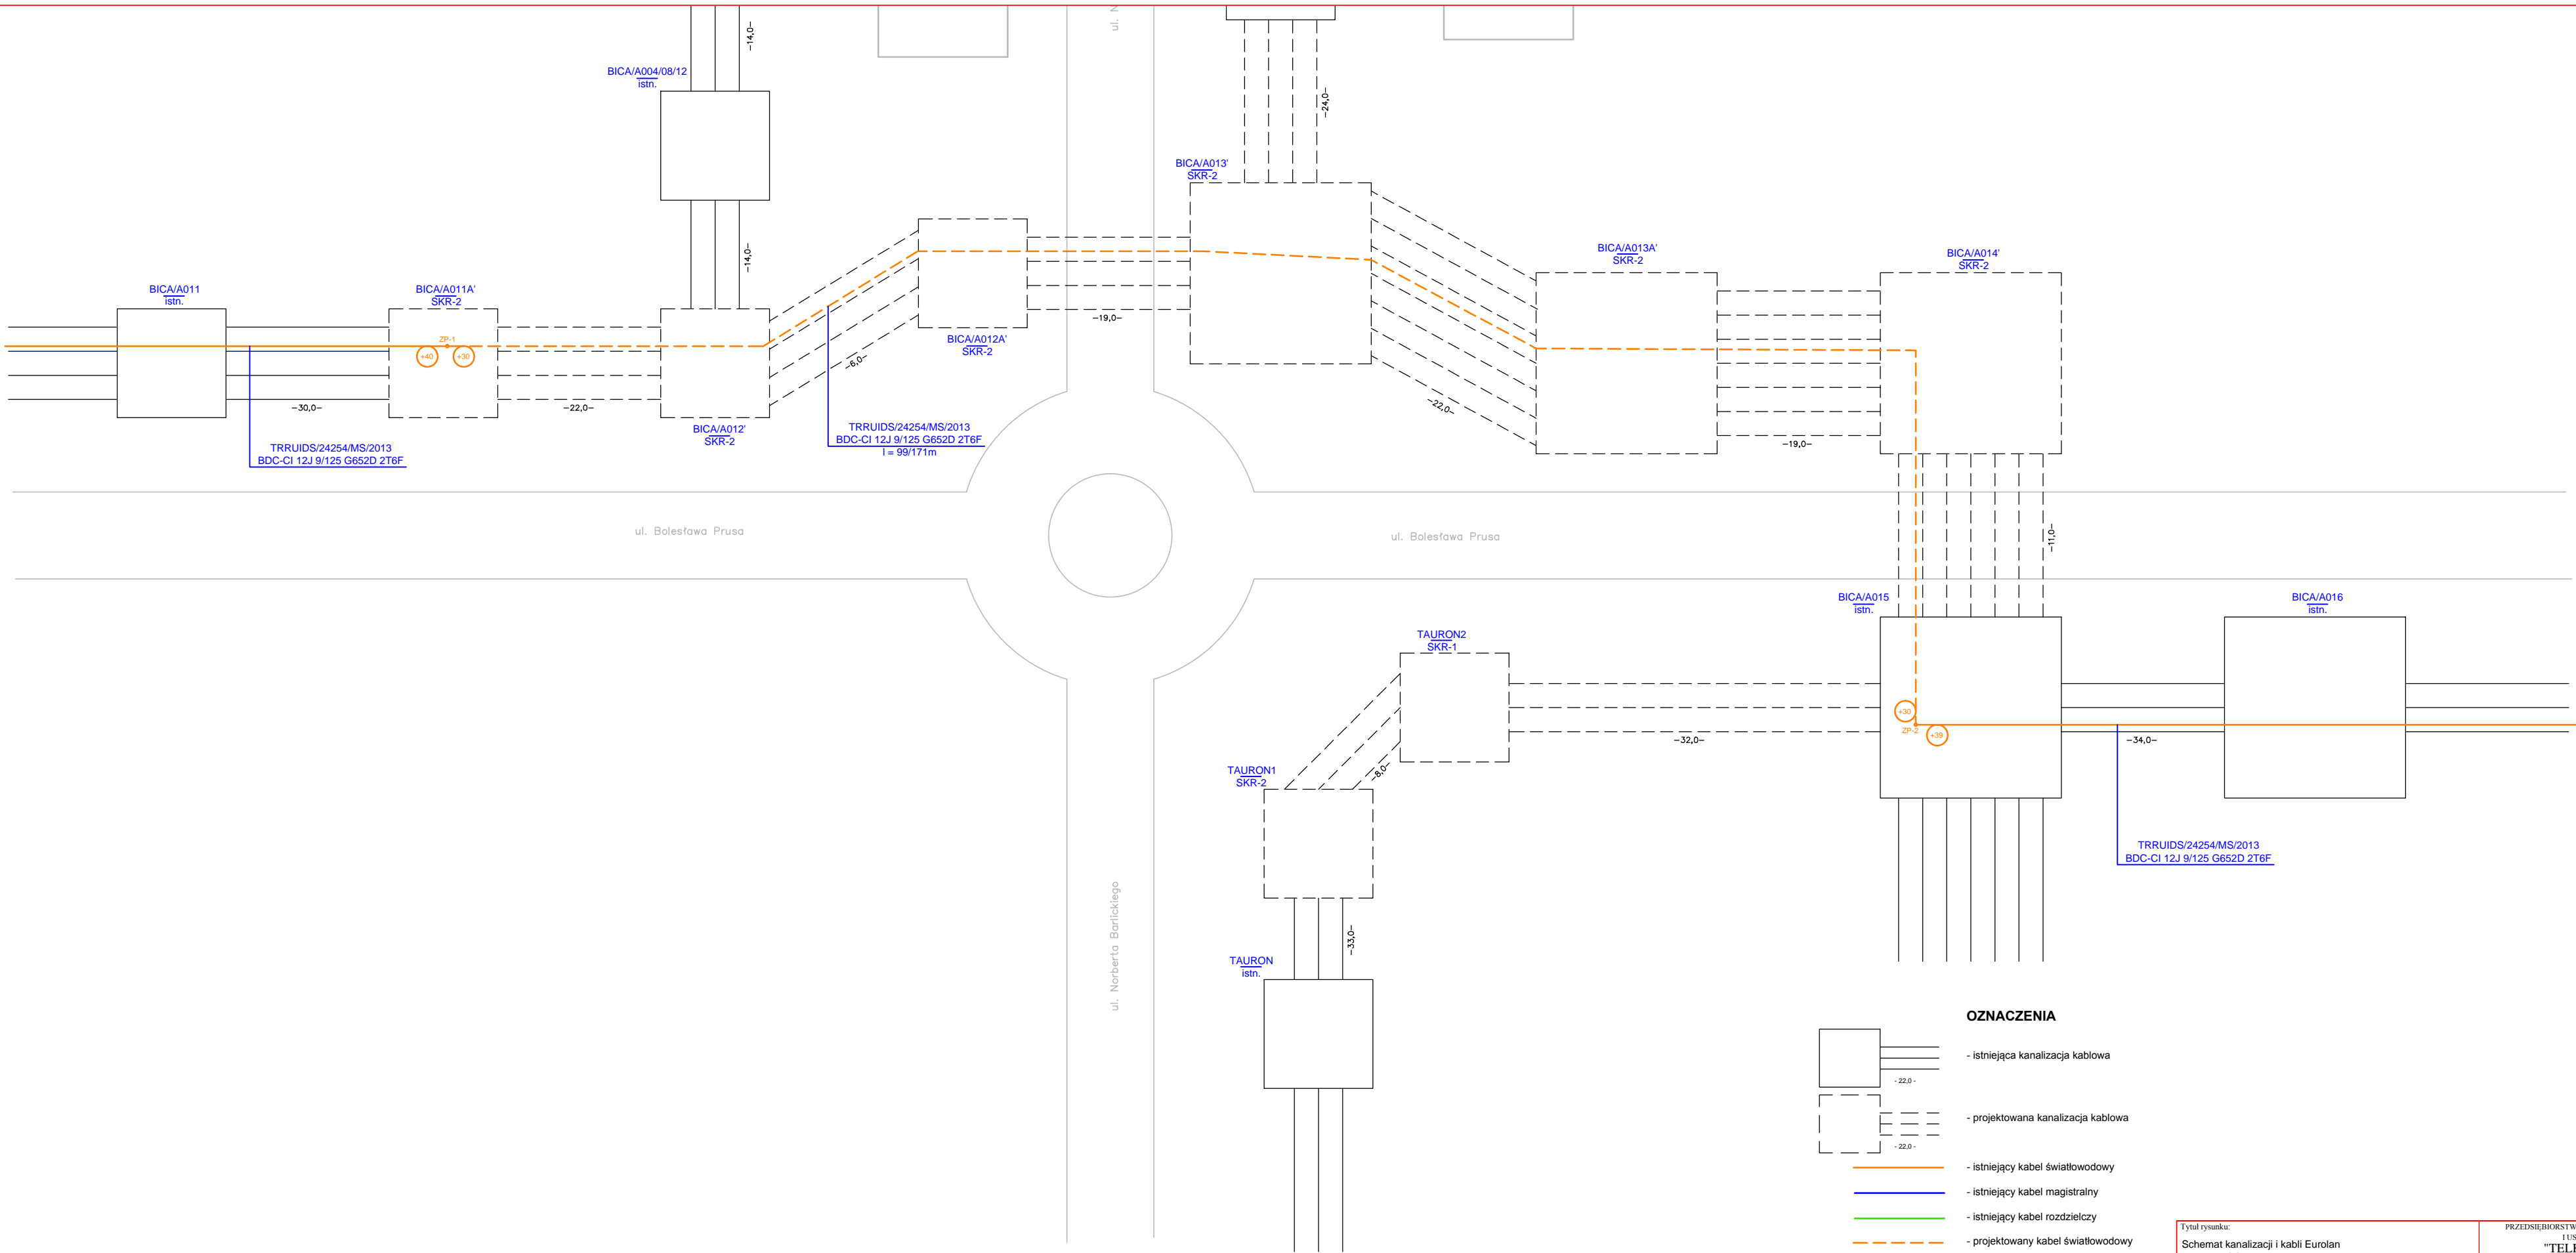 ul. N
-14,0-
BICA/A004/08/12
istn.
-24,0-
BICA/A013'
SKR-2
-14,0-
BICA/A013A'
SKR-2
BICA/A014'
SKR-2
BICA/A011
istn.
BICA/A011A'
SKR-2
ZP-1
+40
+30
BICA/A012A'
SKR-2
-19,0-
-6,0-
-30,0-
-22,0-
-22,0-
-19,0-
BICA/A012'
SKR-2
TRRUIDS/24254/MS/2013
BDC-CI 12J 9/125 G652D 2T6F
l = 99/171m
TRRUIDS/24254/MS/2013
BDC-CI 12J 9/125 G652D 2T6F
ul. Bolesława Prusa
ul. Bolesława Prusa
-11,0-
BICA/A015
istn.
BICA/A016
istn.
TAURON2
SKR-1
+30
ZP-2
+39
-32,0-
-34,0-
-8,0-
TAURON1
SKR-2
TRRUIDS/24254/MS/2013
BDC-CI 12J 9/125 G652D 2T6F
ul. Norberta Barlickiego
-33,0-
TAURON
istn.
OZNACZENIA
- istniejąca kanalizacja kablowa
- 22,0 -
- projektowana kanalizacja kablowa
- 22,0 -
- istniejący kabel światłowodowy
- istniejący kabel magistralny
- istniejący kabel rozdzielczy
- projektowany kabel światłowodowy
Tytuł rysunku:
Schemat kanalizacji i kabli Eurolan
PRZEDSIĘBIORSTW
I US
"TELE